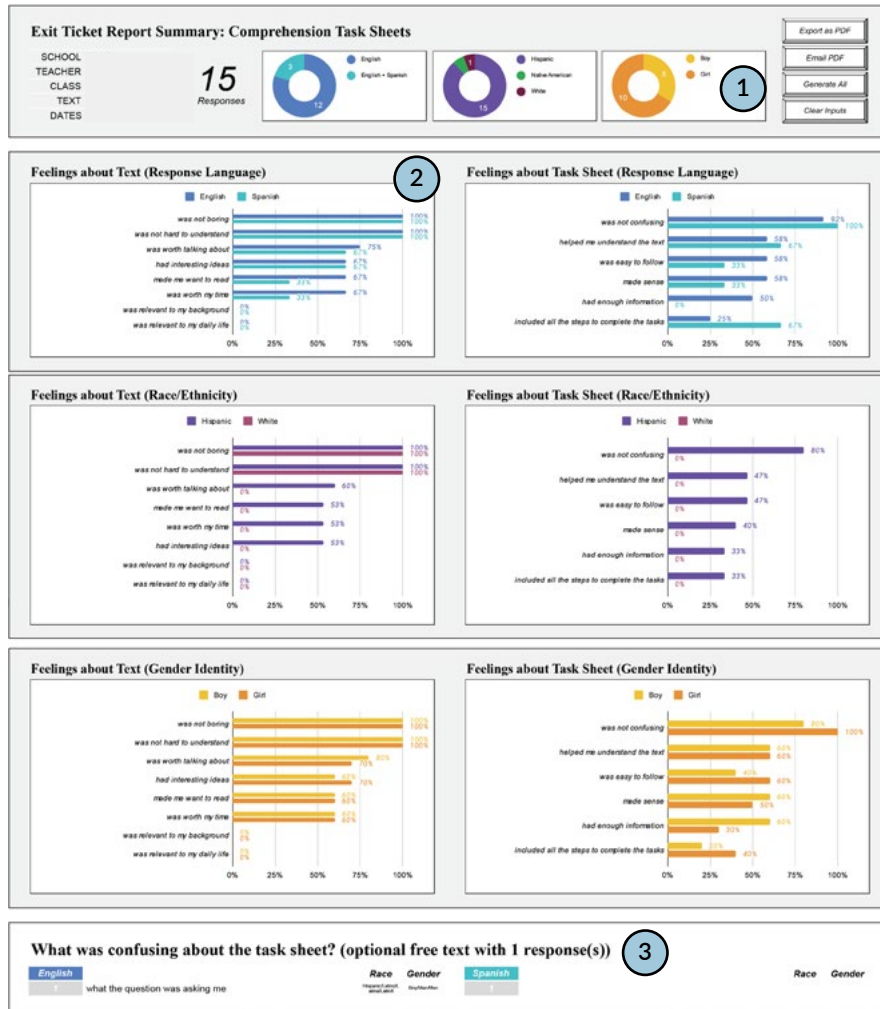 Exit Ticket Report Summary: Comprehension Task Sheets
SCHOOL
TEACHER
CLASS
TEXT
DATES
15
Responses
3
12
English
English + Spanish
1
15
Hispanic
Native American
White
5
10
Boy
Girl
1
Export as PDF
Email PDF
Generate All
Clear Inputs
Feelings about Text (Response Language)
2
English Spanish
was not boring 100% 100%
was not hard to understand 100% 100%
was worth talking about 75% 67%
had interesting ideas 67% 67%
made me want to read 67% 33%
was worth my time 67% 33%
was relevant to my background 0% 0%
was relevant to my daily life 0% 0%
0% 25% 50% 75% 100%
Feelings about Task Sheet (Response Language)
English Spanish
was not confusing 92% 100%
helped me understand the text 58% 67%
was easy to follow 58% 33%
made sense 58% 33%
had enough information 50% 0%
included all the steps to complete the tasks 25% 67%
0% 25% 50% 75% 100%
Feelings about Text (Race/Ethnicity)
Hispanic White
was not boring 100% 100%
was not hard to understand 100% 100%
was worth talking about 60% 0%
made me want to read 53% 0%
was worth my time 53% 0%
had interesting ideas 53% 0%
was relevant to my background 0% 0%
was relevant to my daily life 0% 0%
0% 25% 50% 75% 100%
Feelings about Task Sheet (Race/Ethnicity)
Hispanic White
was not confusing 80% 0%
helped me understand the text 47% 0%
was easy to follow 47% 0%
made sense 40% 0%
had enough information 33% 0%
included all the steps to complete the tasks 33% 0%
0% 25% 50% 75% 100%
Feelings about Text (Gender Identity)
Boy Girl
was not boring 100% 100%
was not hard to understand 100% 100%
was worth talking about 80% 70%
had interesting ideas 60% 70%
made me want to read 60% 60%
was worth my time 60% 60%
was relevant to my background 0% 0%
was relevant to my daily life 0% 0%
0% 25% 50% 75% 100%
Feelings about Task Sheet (Gender Identity)
Boy Girl
was not confusing 80% 100%
helped me understand the text 60% 60%
was easy to follow 40% 60%
made sense 60% 50%
had enough information 60% 30%
included all the steps to complete the tasks 20% 40%
0% 25% 50% 75% 100%
What was confusing about the task sheet? (optional free text with 1 response(s))
3
English Race Gender Spanish Race Gender
1 what the question was asking me 1